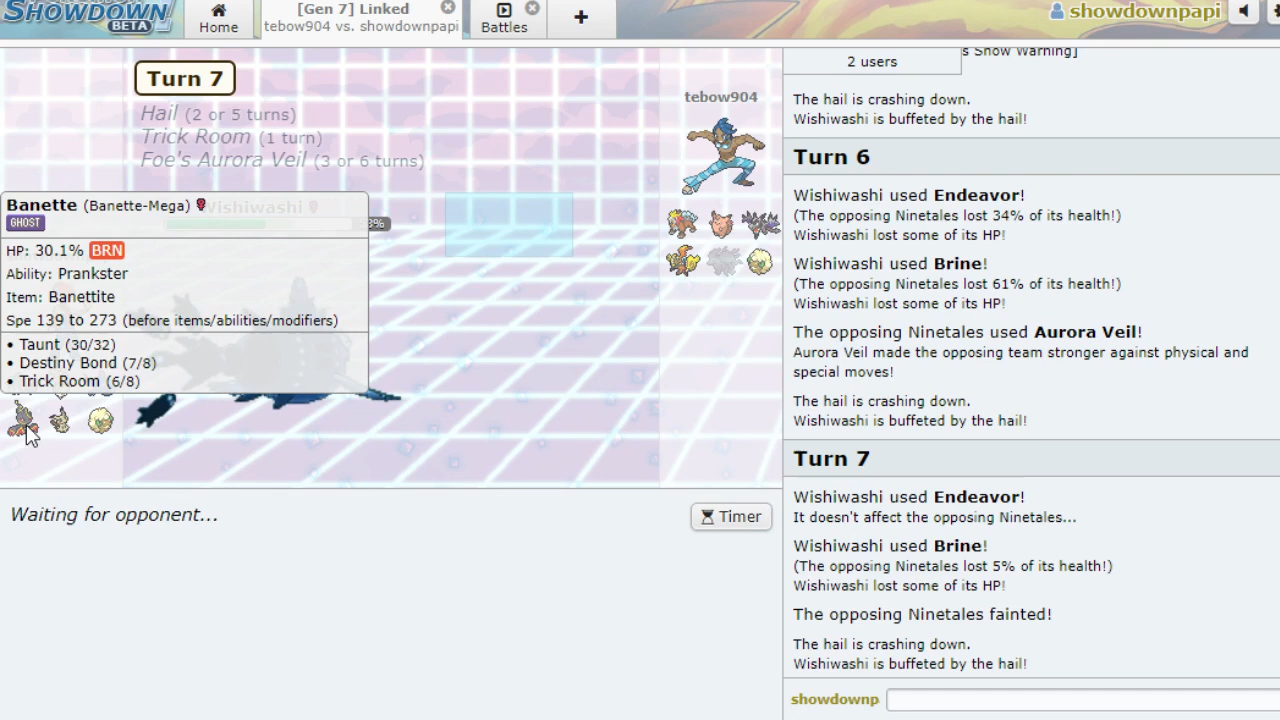 SHOWDOWN
BETA
Home
[Gen 7] Linked
tebow904 vs. showdownpapi
Battles
showdownpapi
Turn 7
Hail (2 or 5 turns)
Trick Room (1 turn)
Foe's Aurora Veil (3 or 6 turns)
tebow904
Banette (Banette-Mega)
Wishiwashi
GHOST
HP: 30.1% BRN
Ability: Prankster
Item: Banettite
Spe 139 to 273 (before items/abilities/modifiers)
• Taunt (30/32)
• Destiny Bond (7/8)
• Trick Room (6/8)
Waiting for opponent...
Timer
2 users
s Show Warning]
The hail is crashing down.
Wishiwashi is buffeted by the hail!
Turn 6
Wishiwashi used Endeavor!
(The opposing Ninetales lost 34% of its health!)
Wishiwashi lost some of its HP!
Wishiwashi used Brine!
(The opposing Ninetales lost 61% of its health!)
Wishiwashi lost some of its HP!
The opposing Ninetales used Aurora Veil!
Aurora Veil made the opposing team stronger against physical and
special moves!
The hail is crashing down.
Wishiwashi is buffeted by the hail!
Turn 7
Wishiwashi used Endeavor!
It doesn't affect the opposing Ninetales...
Wishiwashi used Brine!
(The opposing Ninetales lost 5% of its health!)
Wishiwashi lost some of its HP!
The opposing Ninetales fainted!
The hail is crashing down.
Wishiwashi is buffeted by the hail!
showdownp